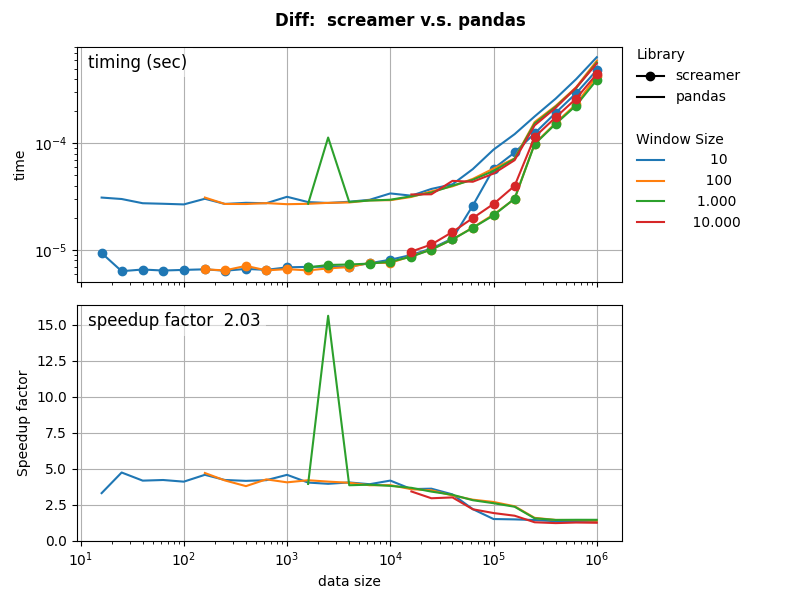 Diff:  screamer v.s. pandas
timing (sec)
time
10⁻⁴
10⁻⁵
Library
screamer
pandas
Window Size
10
100
1.000
10.000
speedup factor  2.03
Speedup factor
15.0
12.5
10.0
7.5
5.0
2.5
0.0
10¹ 10² 10³ 10⁴ 10⁵ 10⁶
data size